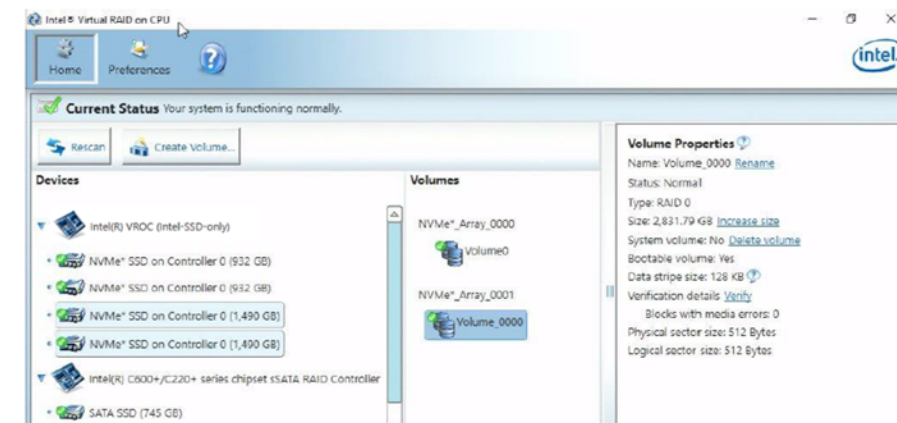 Intel® Virtual RAID on CPU
Home
Preferences
intel
Current Status Your system is functioning normally.
Rescan
Create Volume...
Devices
Intel(R) VROC (Intel-SSD-only)
NVMe* SSD on Controller 0 (932 GB)
NVMe* SSD on Controller 0 (932 GB)
NVMe* SSD on Controller 0 (1,490 GB)
NVMe* SSD on Controller 0 (1,490 GB)
Intel(R) C600+/C220+ series chipset sSATA RAID Controller
SATA SSD (745 GB)
Volumes
NVMe*_Array_0000
Volume0
NVMe*_Array_0001
Volume_0000
Volume Properties ?
Name: Volume_0000 Rename
Status: Normal
Type: RAID 0
Size: 2,831.79 GB Increase size
System volume: No Delete volume
Bootable volume: Yes
Data stripe size: 128 KB ?
Verification details Verify
Blocks with media errors: 0
Physical sector size: 512 Bytes
Logical sector size: 512 Bytes